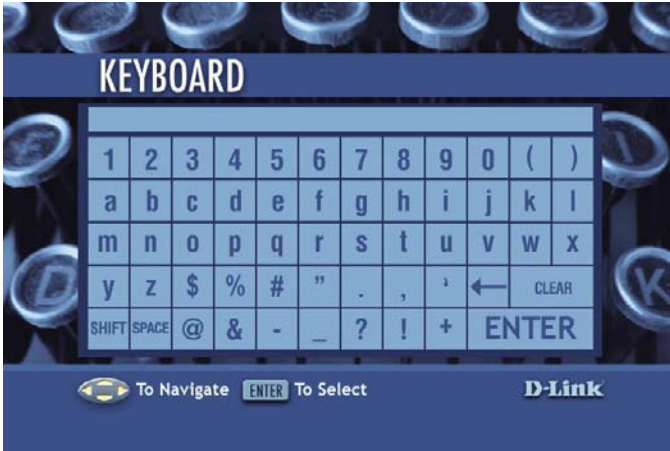 KEYBOARD
1 2 3 4 5 6 7 8 9 0 ( )
a b c d e f g h i j k l
m n o p q r s t u v w x
y z $ % # " . , ' ← CLEAR
SHIFT SPACE @ & - _ ? ! + ENTER
To Navigate ENTER To Select D-Link
D K